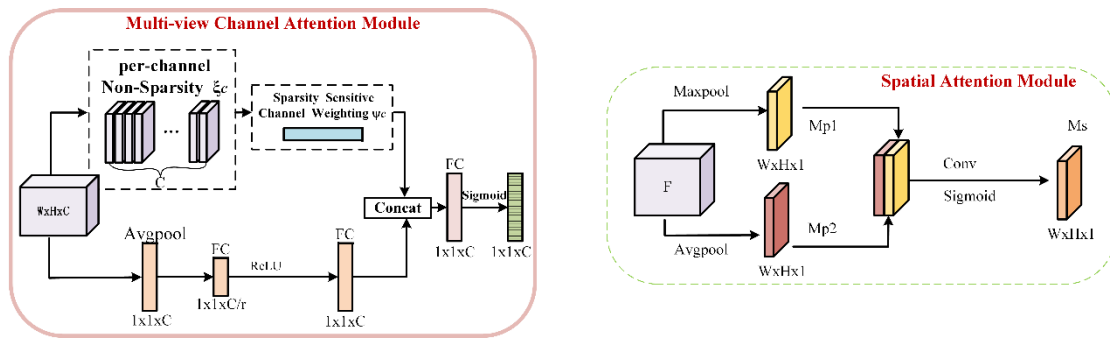 Multi-view Channel Attention Module
per-channel
Non-Sparsity ξc
...
C
Sparsity Sensitive
Channel Weighting ψc
WxHxC
Avgpool
1x1xC
FC
1x1xC/r
ReLU
FC
1x1xC
Concat
FC
1x1xC
Sigmoid
1x1xC
Spatial Attention Module
Maxpool
Mp1
WxHx1
F
Avgpool
Mp2
WxHx1
Conv
Sigmoid
Ms
WxHx1